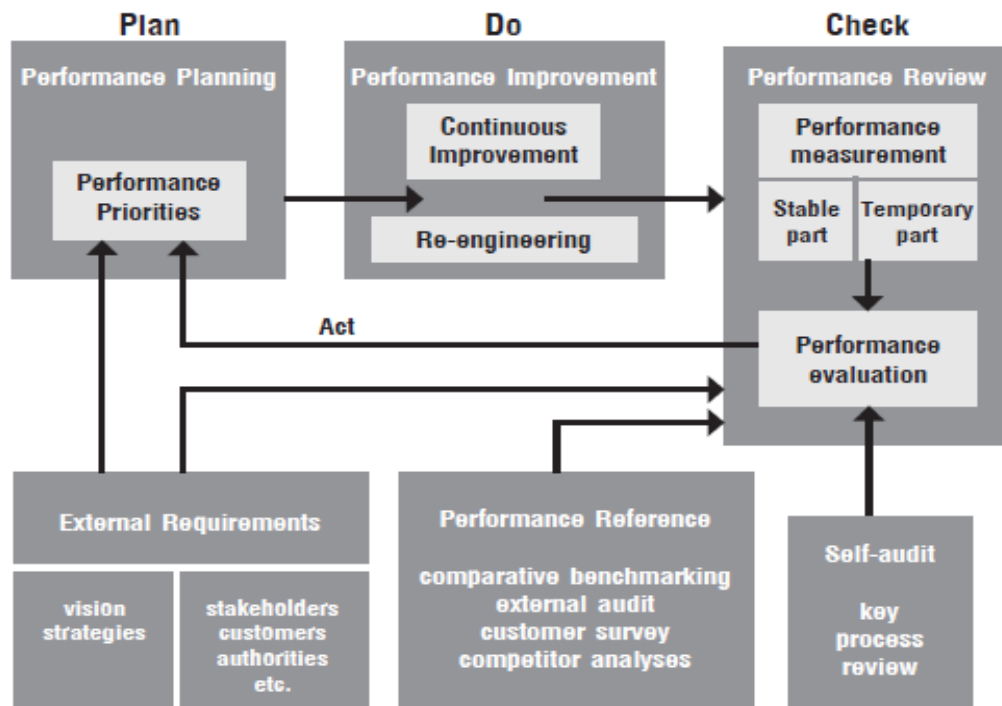 Plan
Do
Check
Performance Planning
Performance
Priorities
Performance Improvement
Continuous
Improvement
Re-engineering
Performance Review
Performance
measurement
Stable
part
Temporary
part
Performance
evaluation
Act
External Requirements
vision
strategies
stakeholders
customers
authorities
etc.
Performance Reference
comparative benchmarking
external audit
customer survey
competitor analyses
Self-audit
key
process
review